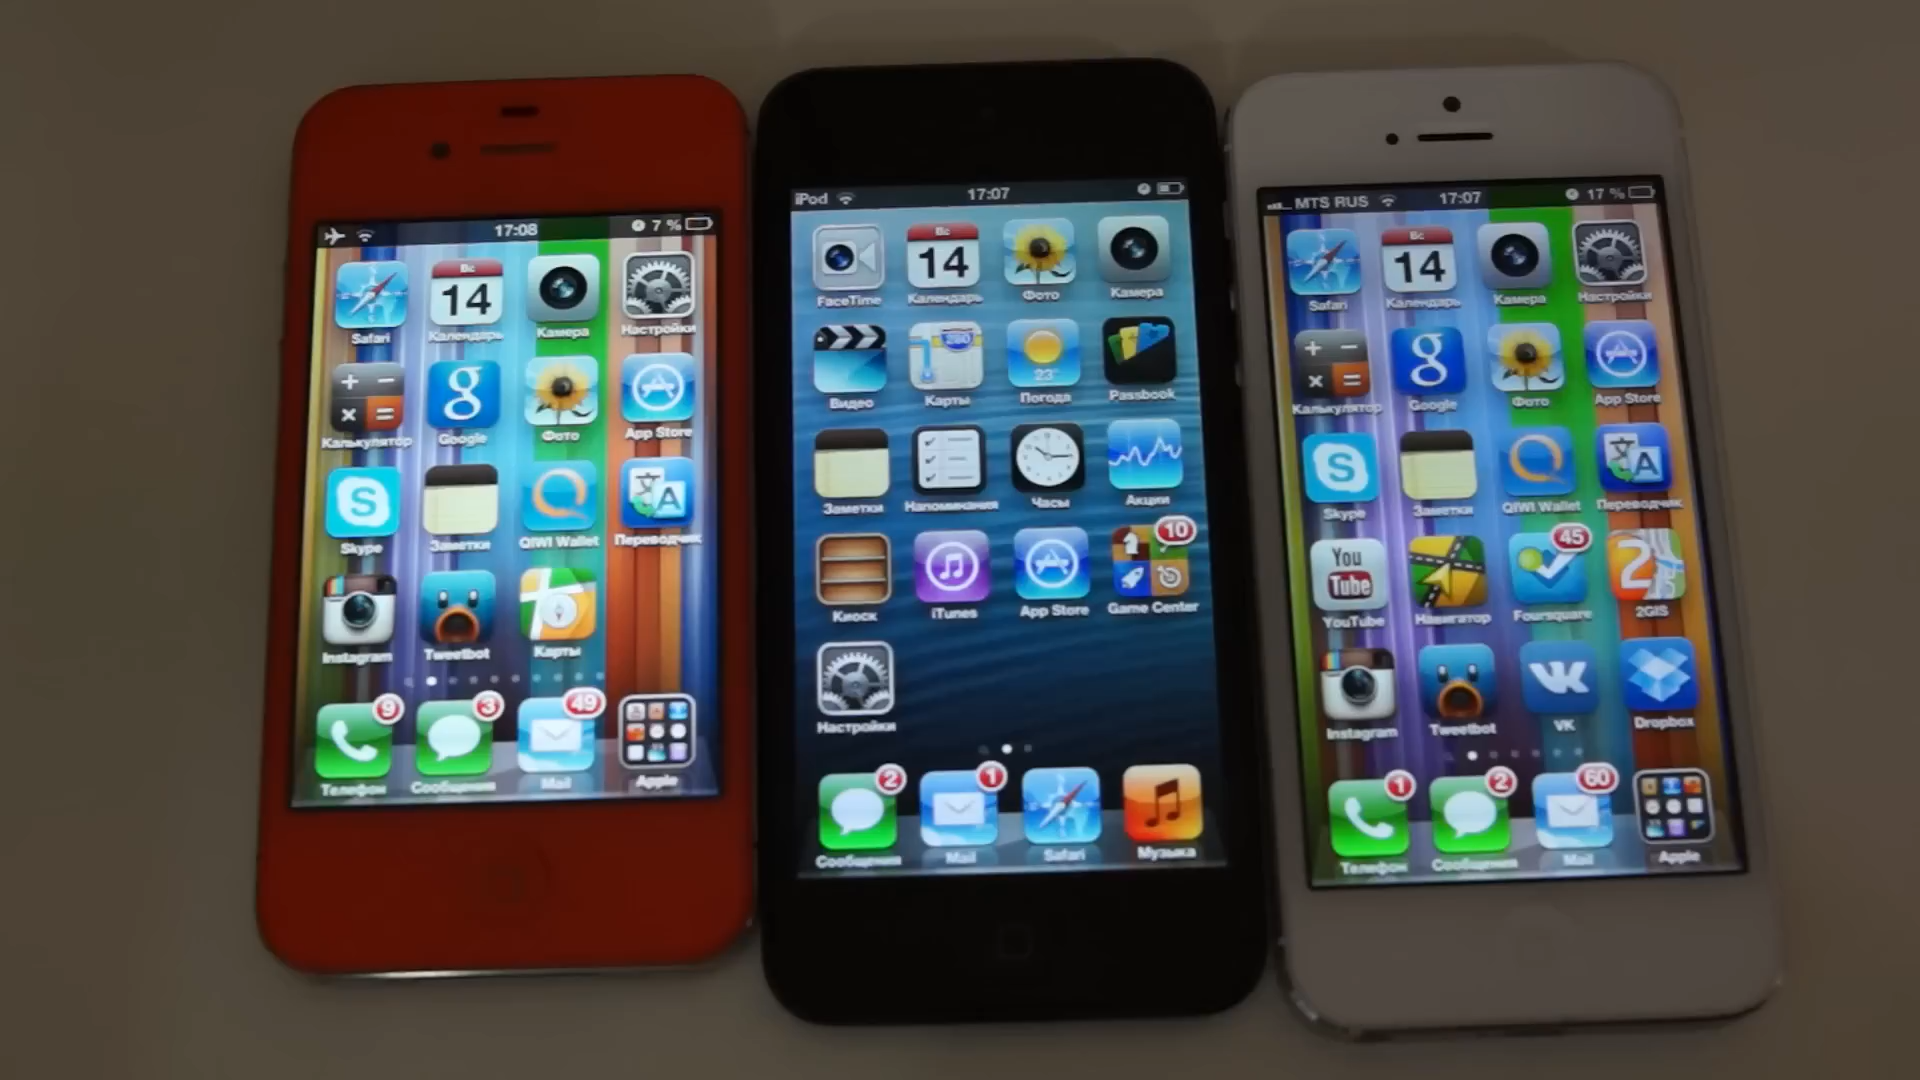 17:08
7 %
Вс
14
Safari
Календарь
Камера
Настройки
g
Калькулятор
Google
Фото
App Store
S
文 A
Skype
Заметки
QIWI Wallet
Переводчик
Instagram
Tweetbot
Карты
9
3
49
Телефон
Сообщения
Mail
Apple
iPod
17:07
Вс
14
FaceTime
Календарь
Фото
Камера
280
23°
Видео
Карты
Погода
Passbook
Заметки
Напоминания
Часы
Акции
10
Киоск
iTunes
App Store
Game Center
Настройки
2
1
Сообщения
Mail
Safari
Музыка
MTS RUS
17:07
17 %
Вс
14
Safari
Календарь
Камера
Настройки
g
Калькулятор
Google
Фото
App Store
S
文 A
Skype
Заметки
QIWI Wallet
Переводчик
You
Tube
45
2
YouTube
Навигатор
Foursquare
2GIS
Instagram
Tweetbot
VK
Dropbox
1
2
60
Телефон
Сообщения
Mail
Apple